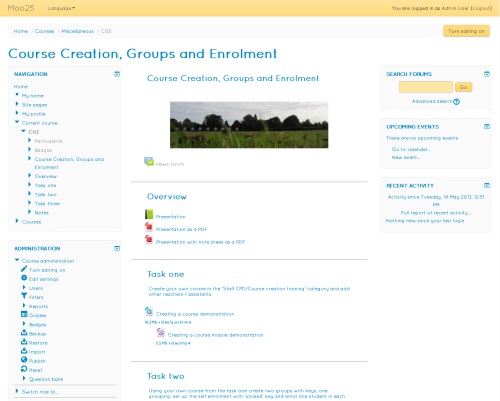 Moo25
Language
You are logged in as Admin User (Logout)
Home / Courses / Miscellaneous / CGE
Turn editing on
Course Creation, Groups and Enrolment
NAVIGATION
Home
My home
Site pages
My profile
Current course
CGE
Participants
Badges
Course Creation, Groups and
Enrolment
Overview
Task one
Task two
Task three
Notes
Courses
ADMINISTRATION
Course administration
Turn editing on
Edit settings
Users
Filters
Reports
Grades
Badges
Backup
Restore
Import
Publish
Reset
Question bank
Switch role to...
Course Creation, Groups and Enrolment
News forum
Overview
Presentation
Presentation as a PDF
Presentation with note areas as a PDF
Task one
Create your own course in the 'Staff CPD/Course creation training' category and add
other teachers / assistants.
Creating a course demonstration
Creating a course mobile demonstration
Task two
Using your own course from the task one create two groups with keys, one
grouping, set up the self enrolment with 'unused' key and enrol one student in each
SEARCH FORUMS
Go
Advanced search
UPCOMING EVENTS
There are no upcoming events
Go to calendar...
New event...
RECENT ACTIVITY
Activity since Tuesday, 14 May 2013, 12:51
PM
Full report of recent activity...
Nothing new since your last login